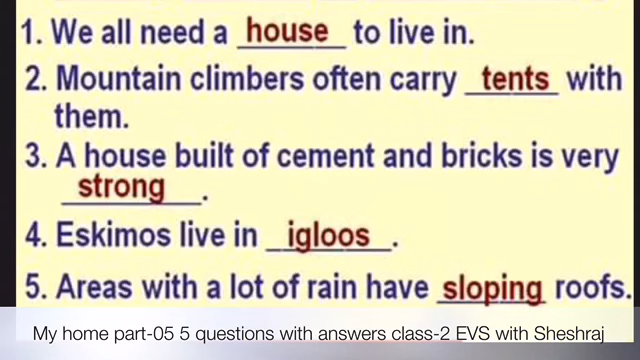 1. We all need a house to live in.
2. Mountain climbers often carry tents with
them.
3. A house built of cement and bricks is very
strong.
4. Eskimos live in igloos.
5. Areas with a lot of rain have sloping roofs.
My home part-05 5 questions with answers class-2 EVS with Sheshraj